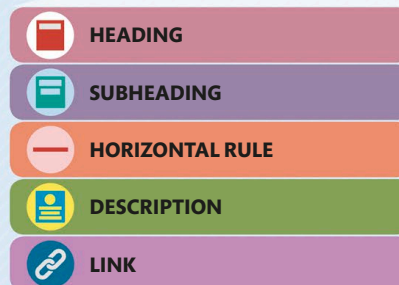 HEADING
SUBHEADING
HORIZONTAL RULE
DESCRIPTION
LINK